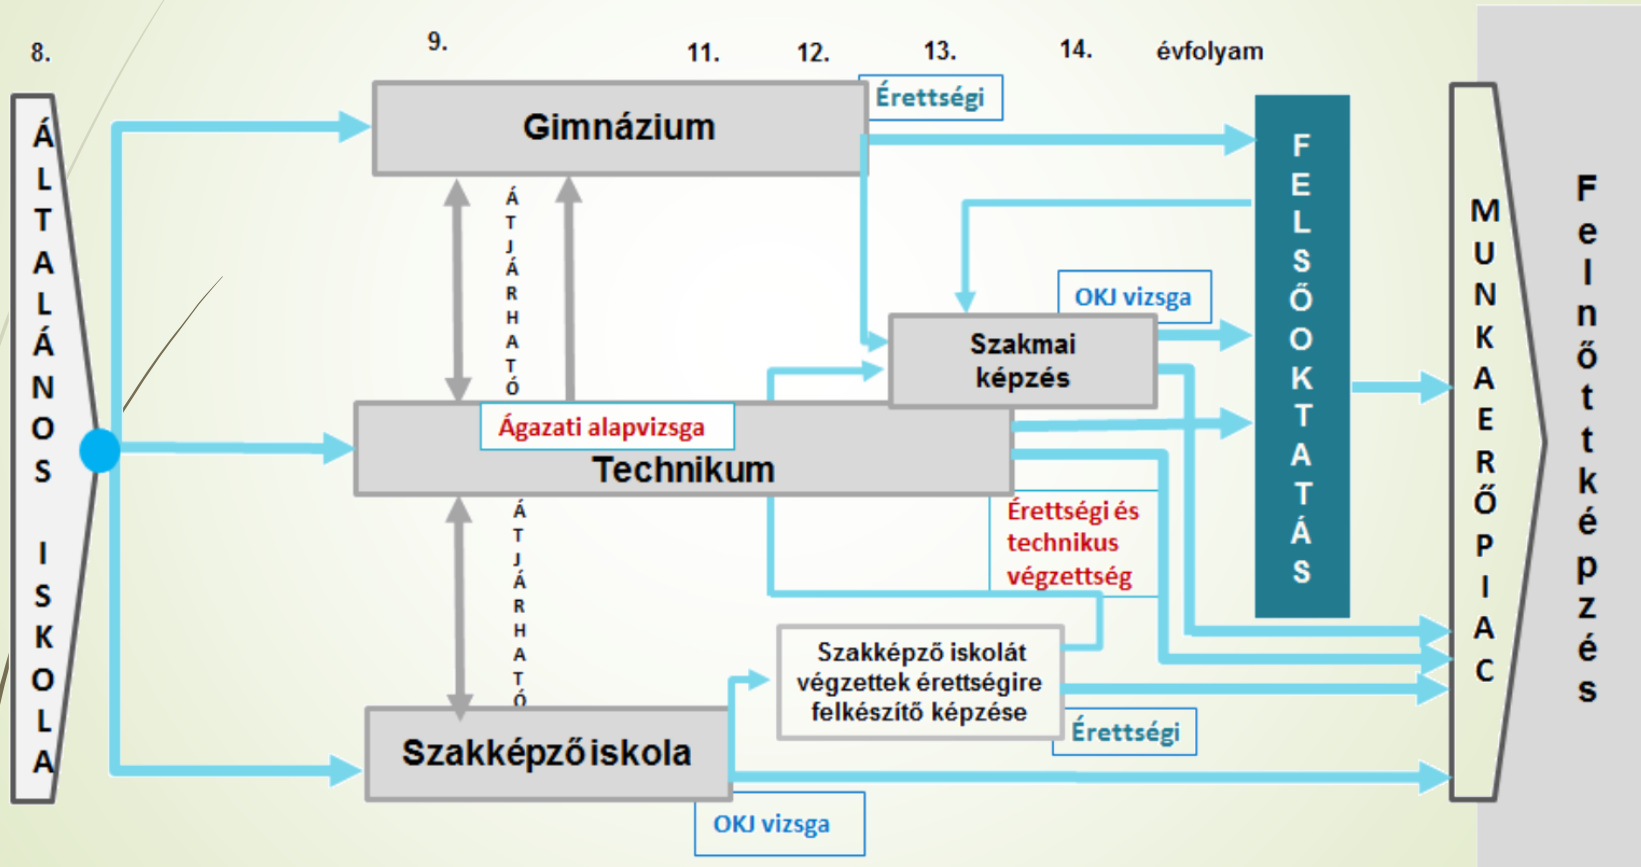 8.
9.
11.
12.
13.
14.
évfolyam
ÁLTALÁNOS ISKOLA
Gimnázium
Érettségi
ÁTJÁRHATÓ
OKJ vizsga
Szakmai
képzés
Ágazati alapvizsga
Technikum
Érettségi és
technikus
végzettség
ÁTJÁRHATÓ
Szakképző iskolát
végzettek érettségire
felkészítő képzése
Érettségi
Szakképző iskola
OKJ vizsga
FELSŐOKTATÁS
MUNKAERŐPIAC
Felnőttképzés